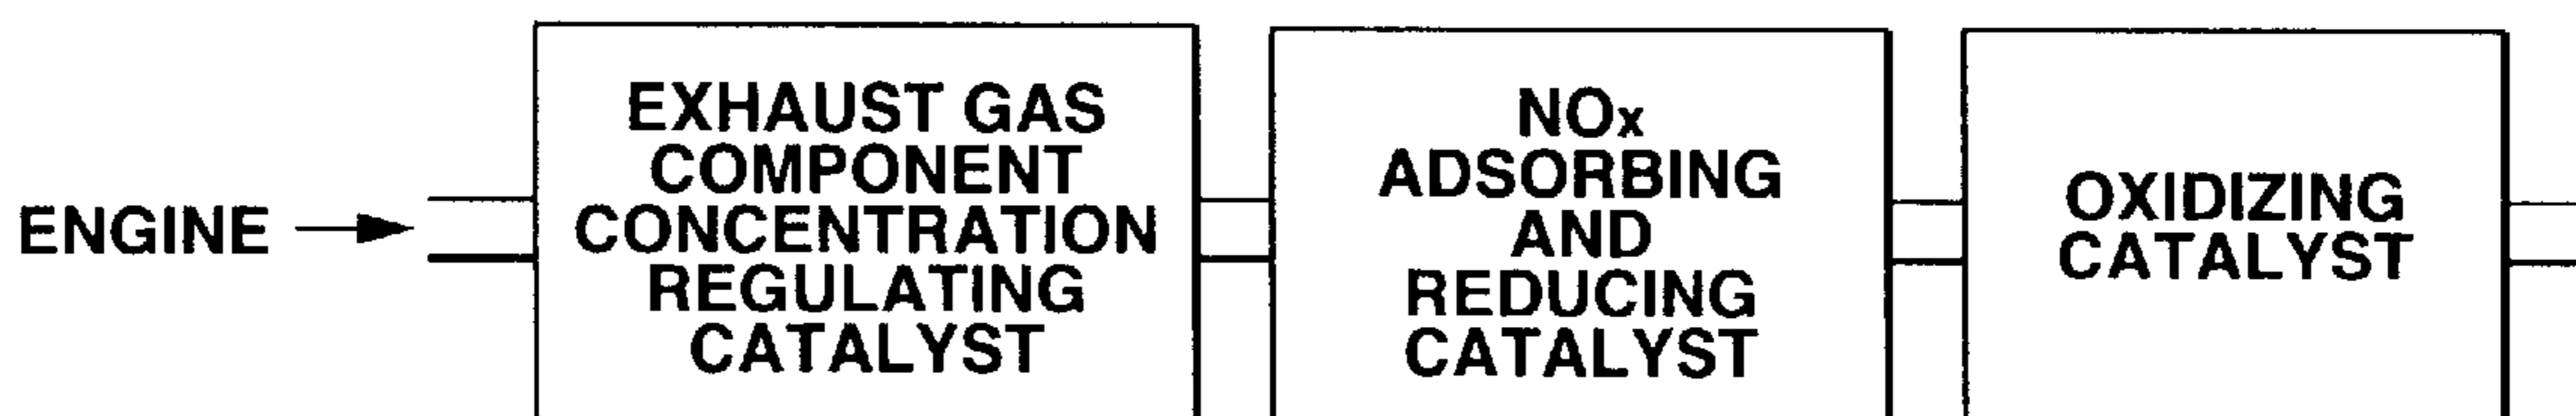 ENGINE
EXHAUST GAS
COMPONENT
CONCENTRATION
REGULATING
CATALYST
NOx
ADSORBING
AND
REDUCING
CATALYST
OXIDIZING
CATALYST